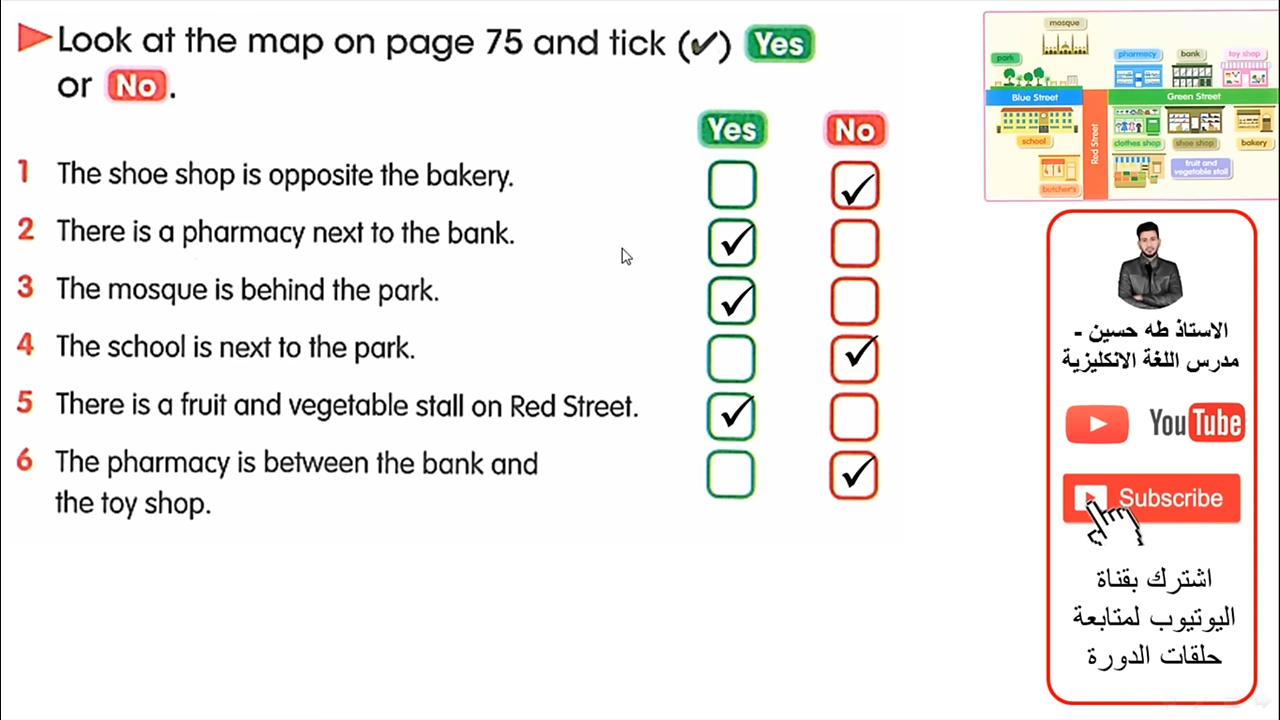 Look at the map on page 75 and tick (✓) Yes
or No.
Yes No
1 The shoe shop is opposite the bakery.
2 There is a pharmacy next to the bank.
3 The mosque is behind the park.
4 The school is next to the park.
5 There is a fruit and vegetable stall on Red Street.
6 The pharmacy is between the bank and
the toy shop.
mosque
park
pharmacy
bank
toy shop
Blue Street
Green Street
Red Street
school
clothes shop
shoe shop
bakery
butcher's
fruit and
vegetable stall
الاستاذ طه حسين -
مدرس اللغة الانكليزية
YouTube
Subscribe
اشترك بقناة
اليوتيوب لمتابعة
حلقات الدورة